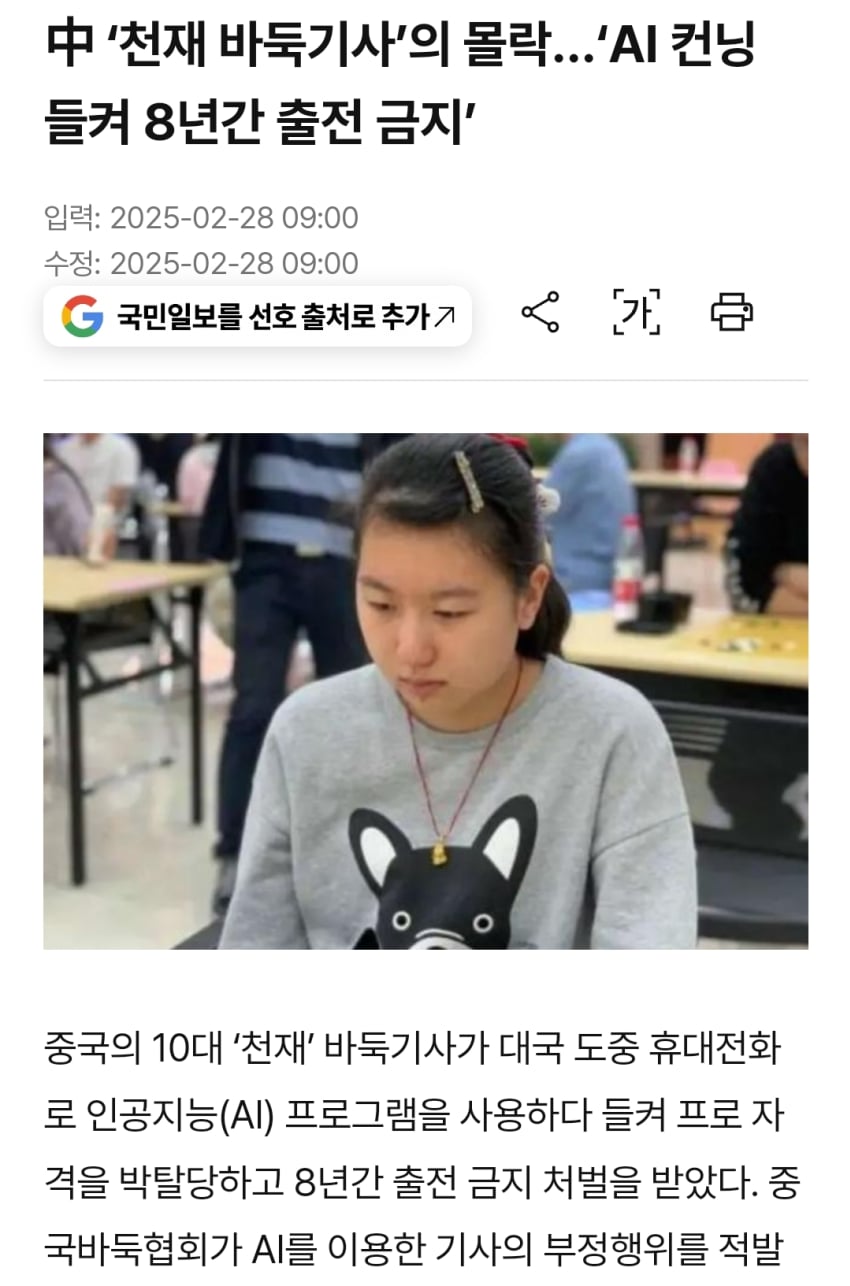 中 ‘천재 바둑기사’의 몰락…‘AI 컨닝
들켜 8년간 출전 금지’
입력: 2025-02-28 09:00
수정: 2025-02-28 09:00
국민일보를 선호 출처로 추가↗
가
중국의 10대 ‘천재’ 바둑기사가 대국 도중 휴대전화
로 인공지능(AI) 프로그램을 사용하다 들켜 프로 자
격을 박탈당하고 8년간 출전 금지 처벌을 받았다. 중
국바둑협회가 AI를 이용한 기사의 부정행위를 적발